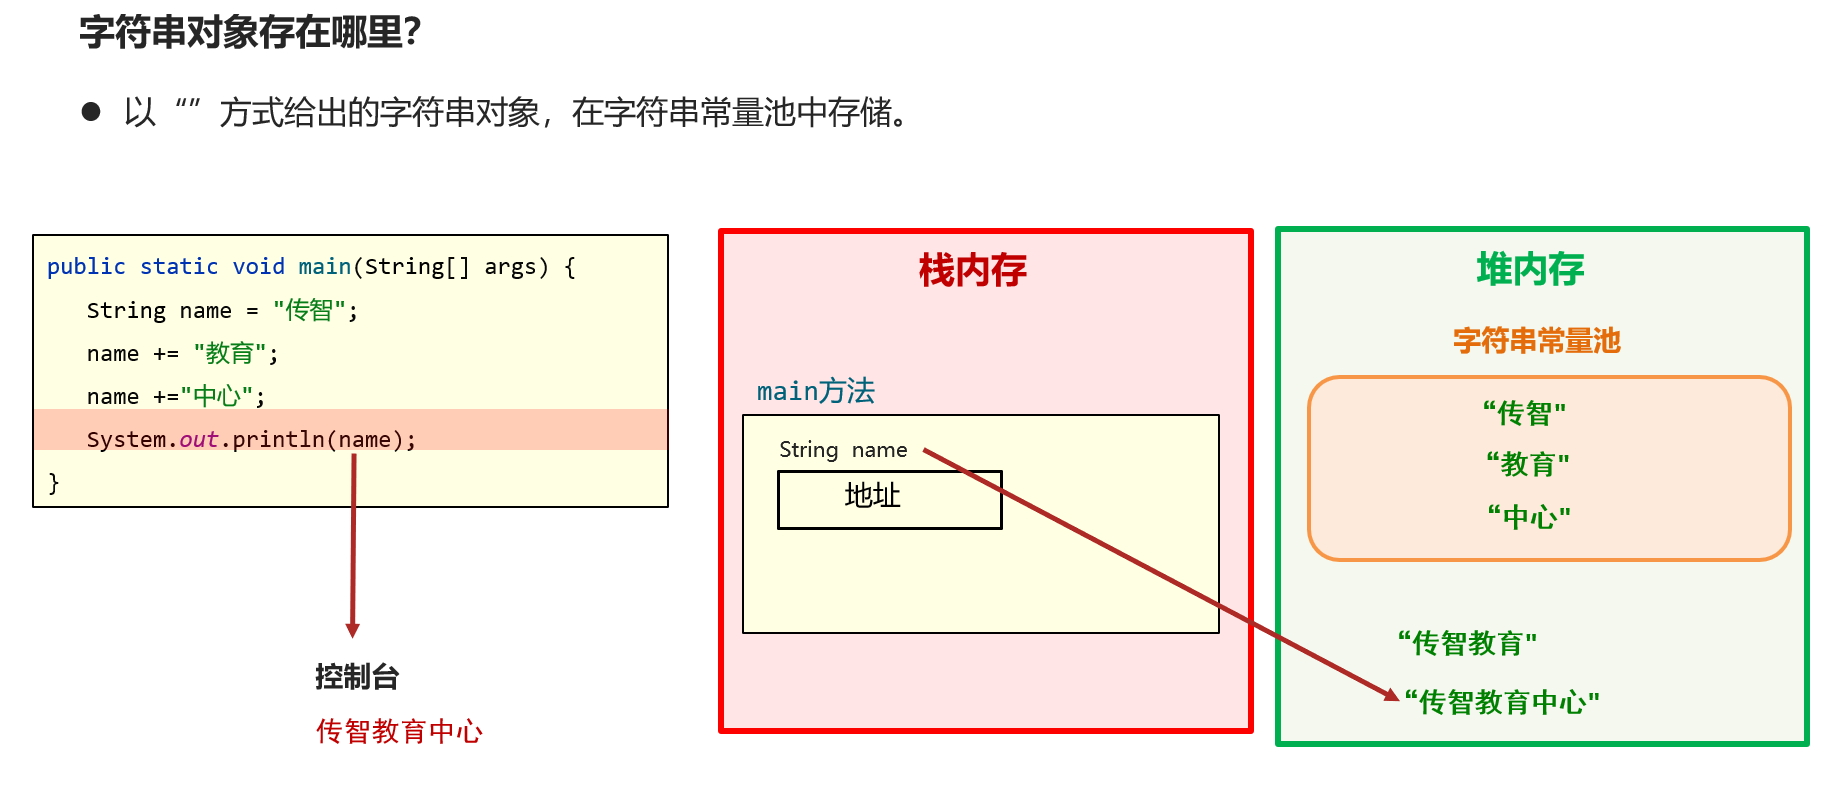 字符串对象存在哪里？
● 以“”方式给出的字符串对象，在字符串常量池中存储。
public static void main(String[] args) {
String name = "传智";
name += "教育";
name +="中心";
System.out.println(name);
}
控制台
传智教育中心
栈内存
main方法
String name
地址
堆内存
字符串常量池
“传智"
“教育"
“中心"
“传智教育"
“传智教育中心"